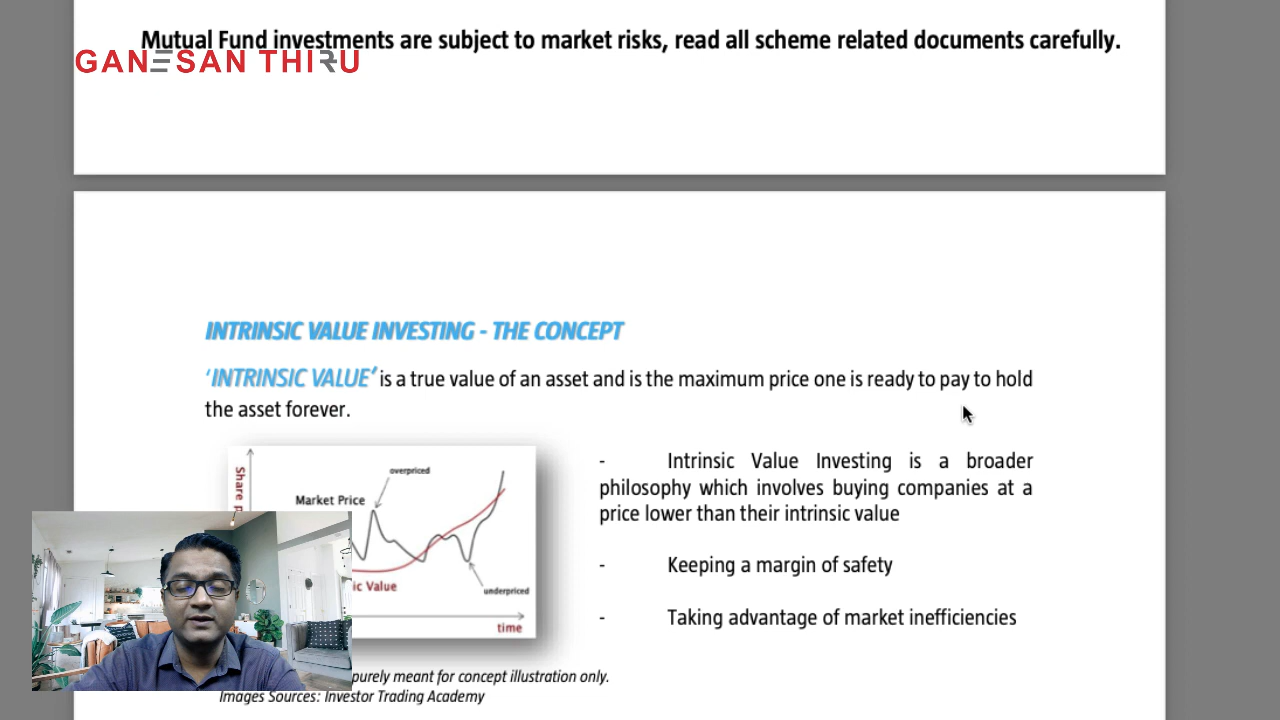 Mutual Fund investments are subject to market risks, read all scheme related documents carefully.
GANESAN THIRU
INTRINSIC VALUE INVESTING - THE CONCEPT
'INTRINSIC VALUE' is a true value of an asset and is the maximum price one is ready to pay to hold
the asset forever.
Share p
overpriced
Market Price
ic Value
underpriced
time
- Intrinsic Value Investing is a broader
philosophy which involves buying companies at a
price lower than their intrinsic value
- Keeping a margin of safety
- Taking advantage of market inefficiencies
purely meant for concept illustration only.
Images Sources: Investor Trading Academy